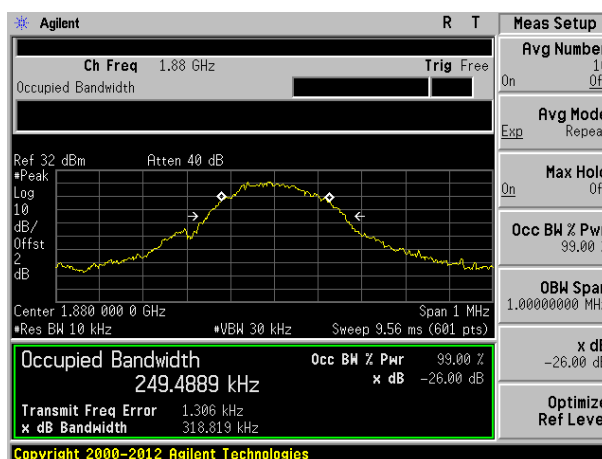 Agilent R T
Meas Setup
Ch Freq 1.88 GHz Trig Free
Occupied Bandwidth
Avg Number
On
Avg Mode
Exp Repeat
Max Hold
On
Occ BW % Pwr
99.00
OBW Span
1.00000000 MHz
x dB
-26.00 dB
Optimize
Ref Level
Ref 32 dBm Atten 40 dB
#Peak
Log
10
dB/
Offst
2
dB
Center 1.880 000 0 GHz Span 1 MHz
#Res BW 10 kHz #VBW 30 kHz Sweep 9.56 ms (601 pts)
Occupied Bandwidth Occ BW % Pwr 99.00 %
249.4889 kHz x dB -26.00 dB
Transmit Freq Error 1.306 kHz
x dB Bandwidth 318.819 kHz
Copyright 2000-2012 Agilent Technologies